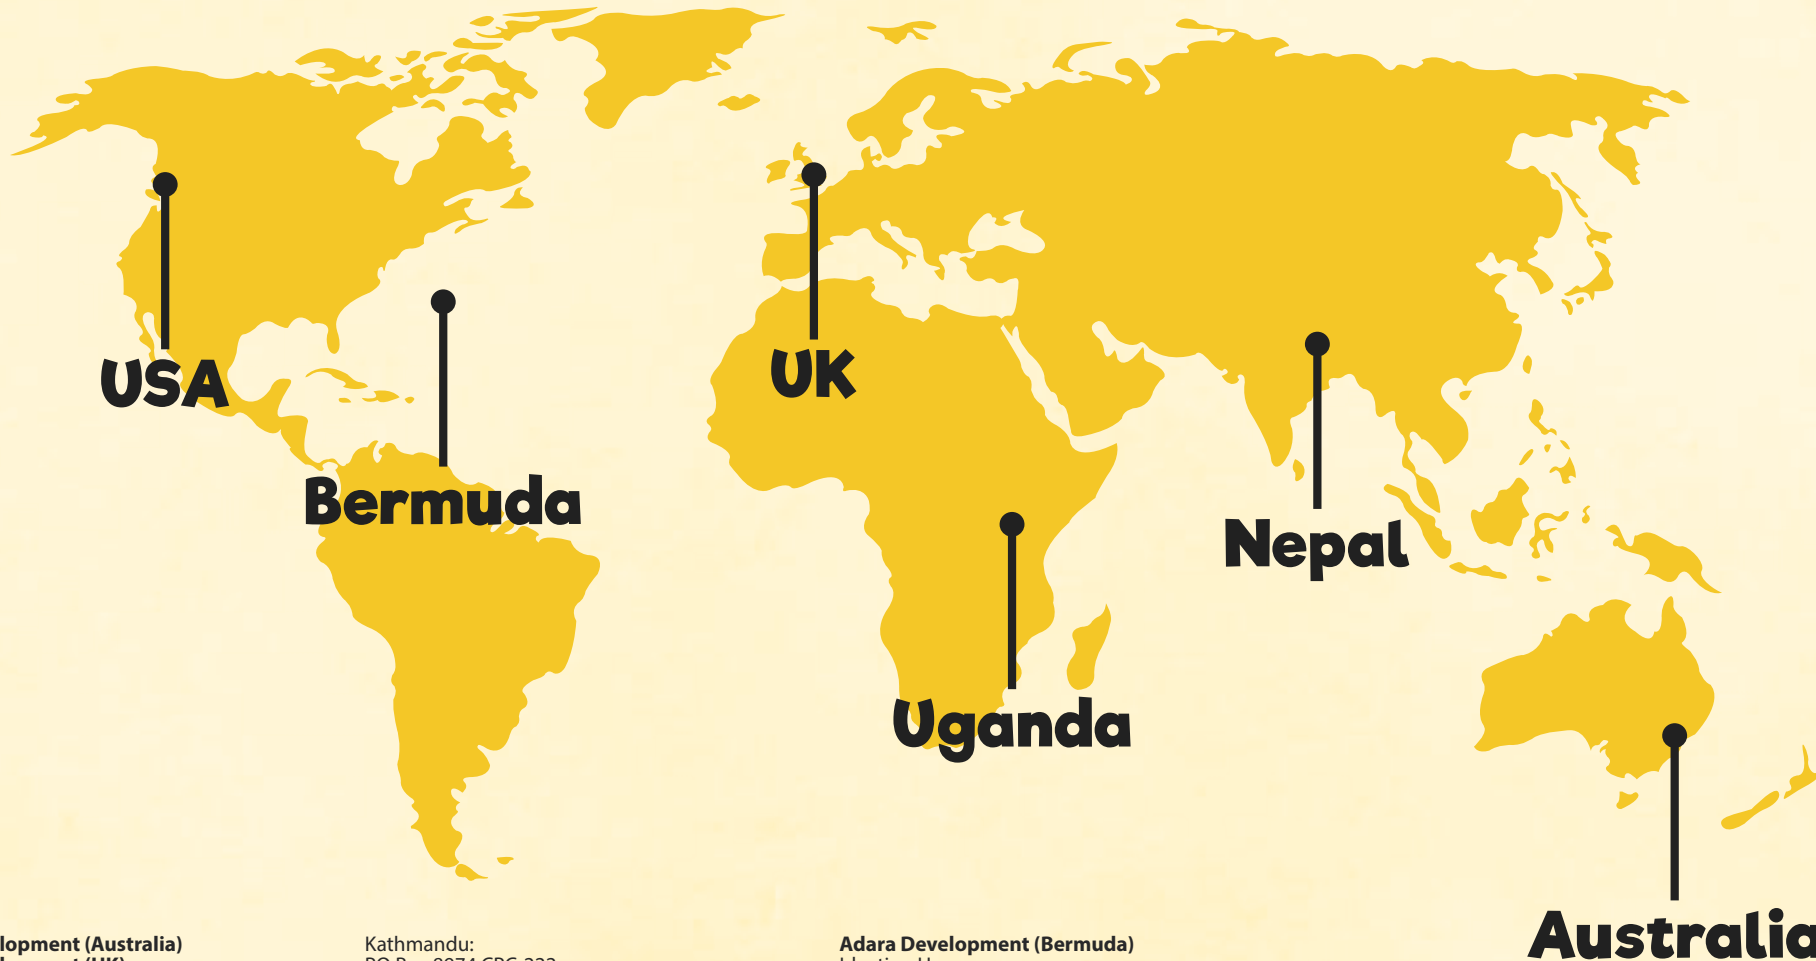 USA
UK
Bermuda
Nepal
Uganda
Australia
lopment (Australia)
Kathmandu:
Adara Development (Bermuda)